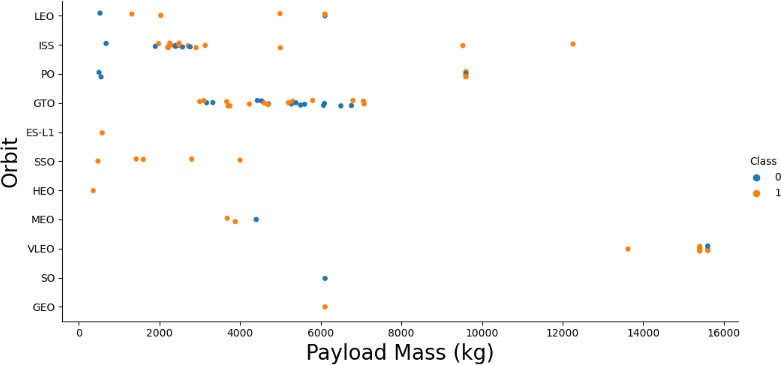 LEO
ISS
PO
GTO
ES-L1
SSO
HEO
MEO
VLEO
SO
GEO
Orbit
0 2000 4000 6000 8000 10000 12000 14000 16000
Payload Mass (kg)
Class
0
1